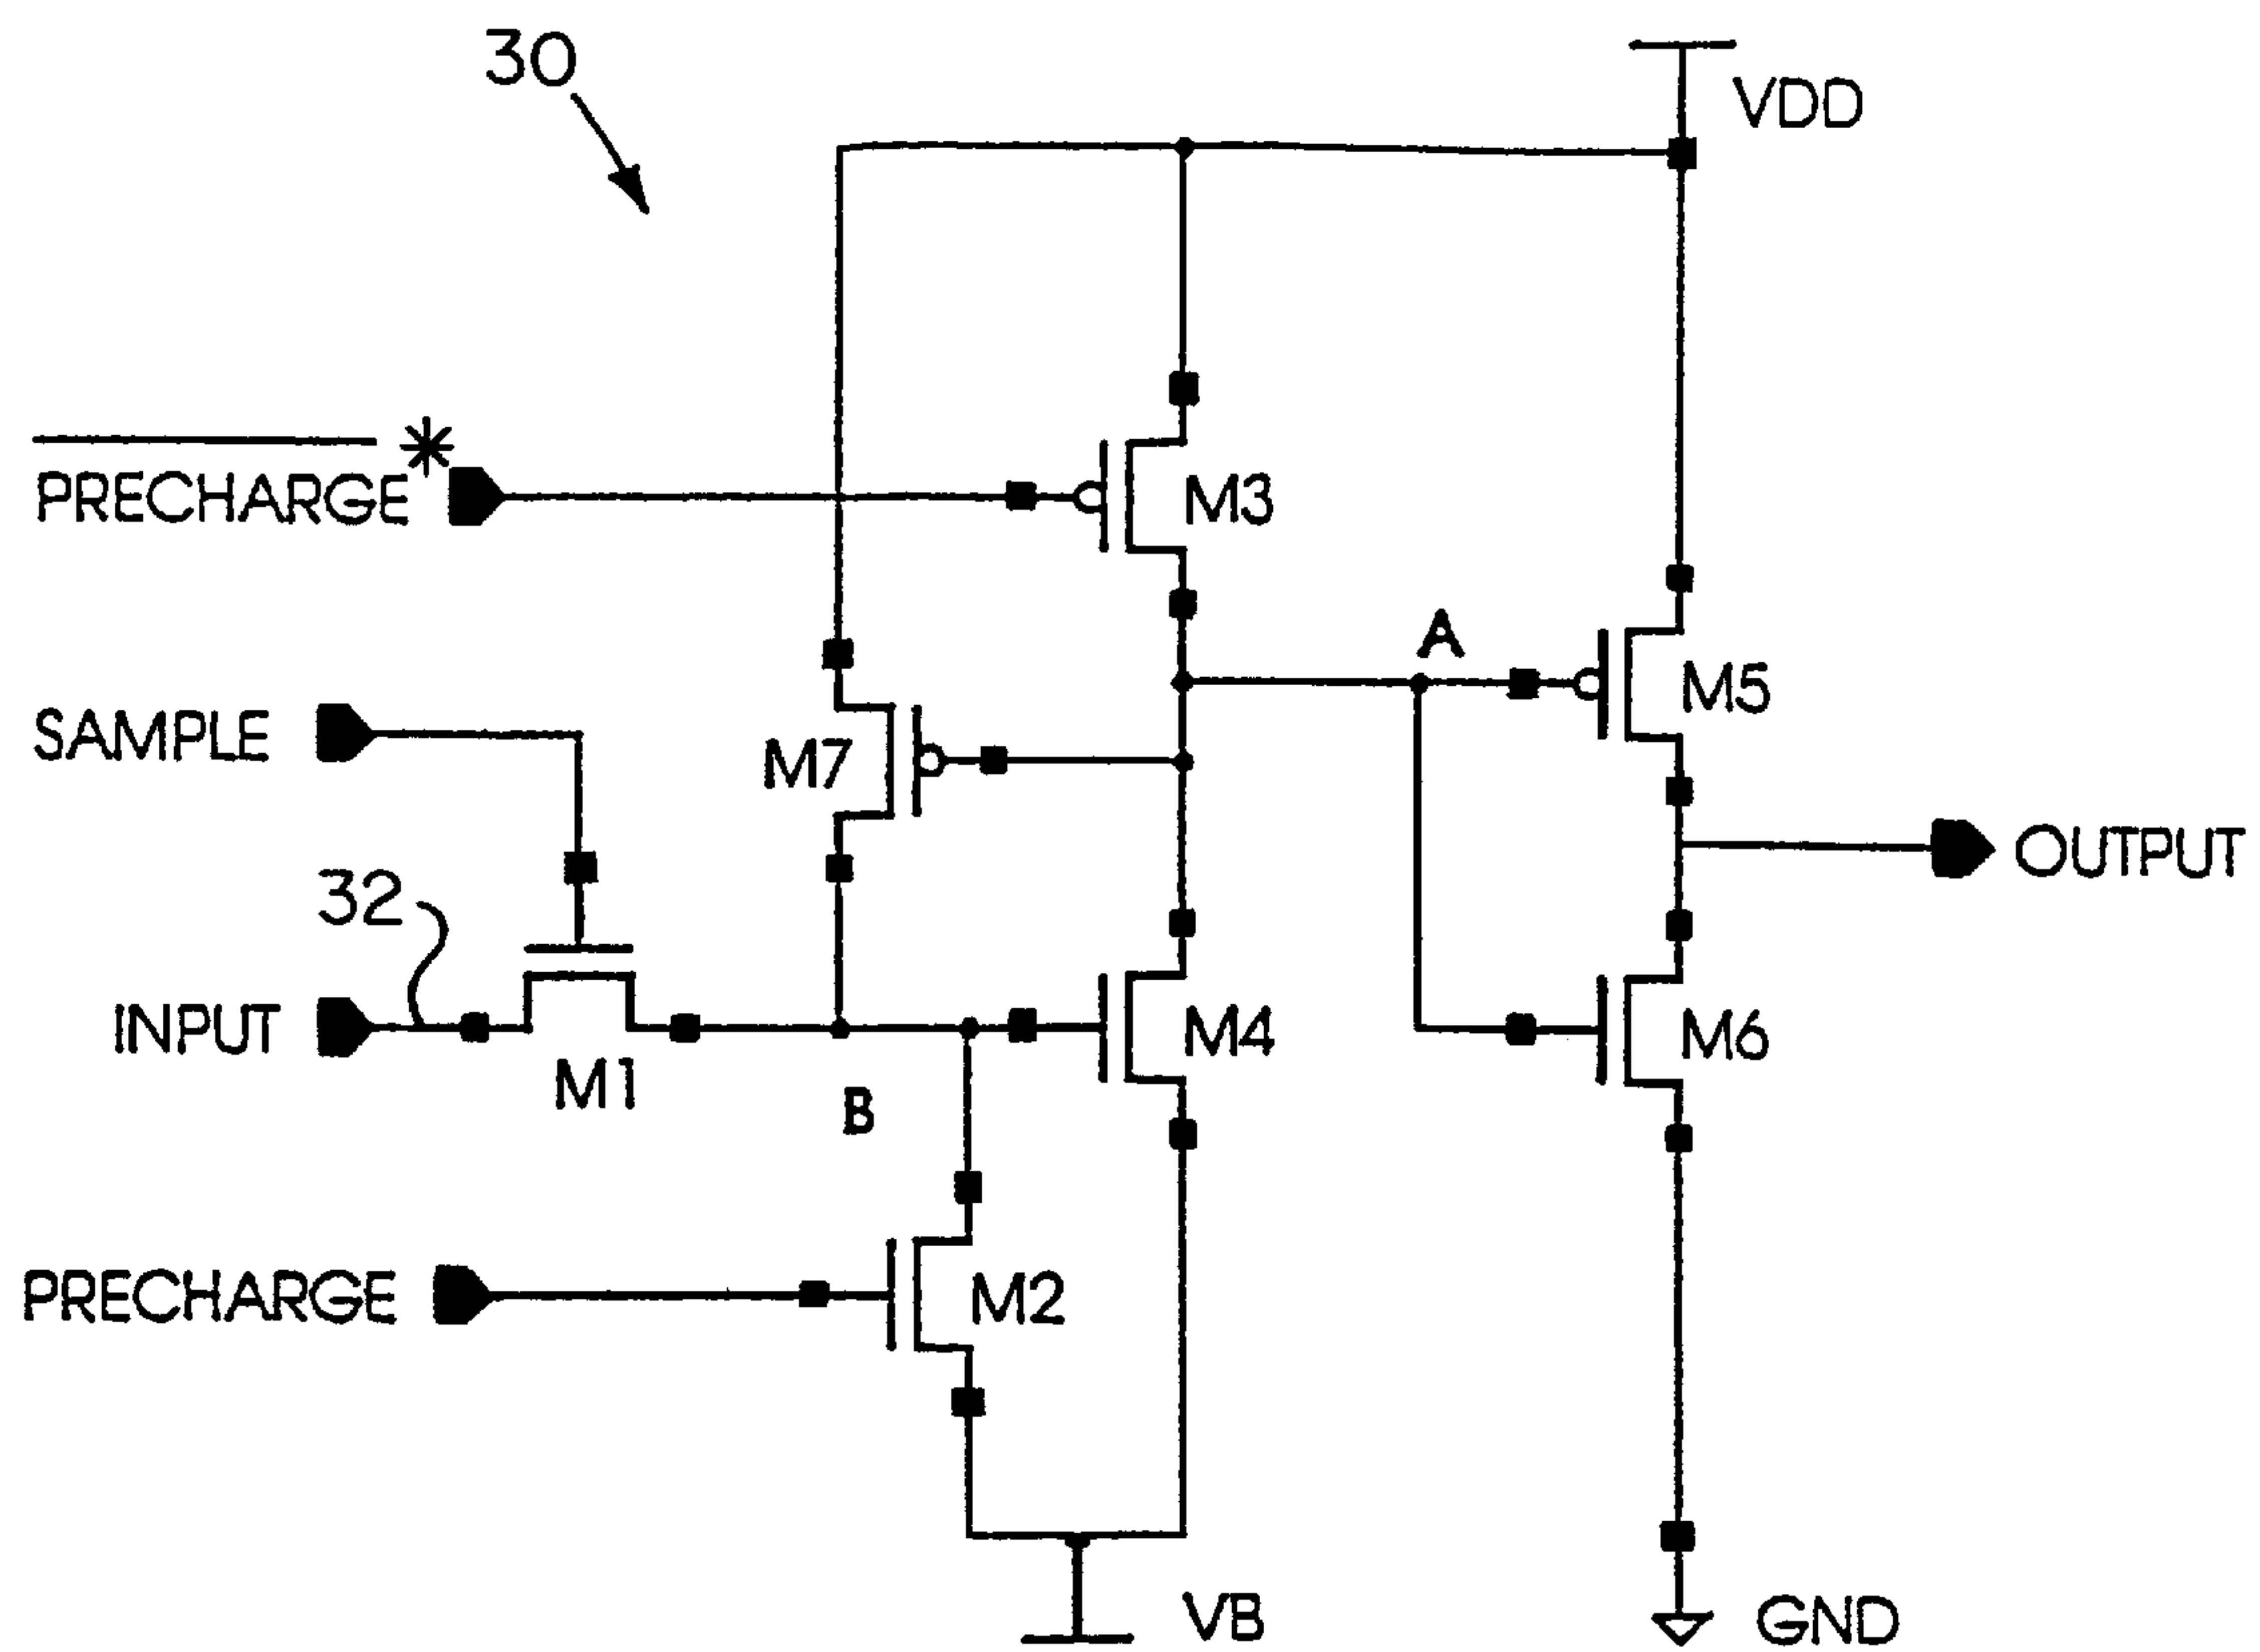 30
VDD
PRECHARGE*
M3
A
M5
SAMPLE
M7
OUTPUT
32
INPUT
M1
M4
M6
B
PRECHARGE
M2
VB
GND